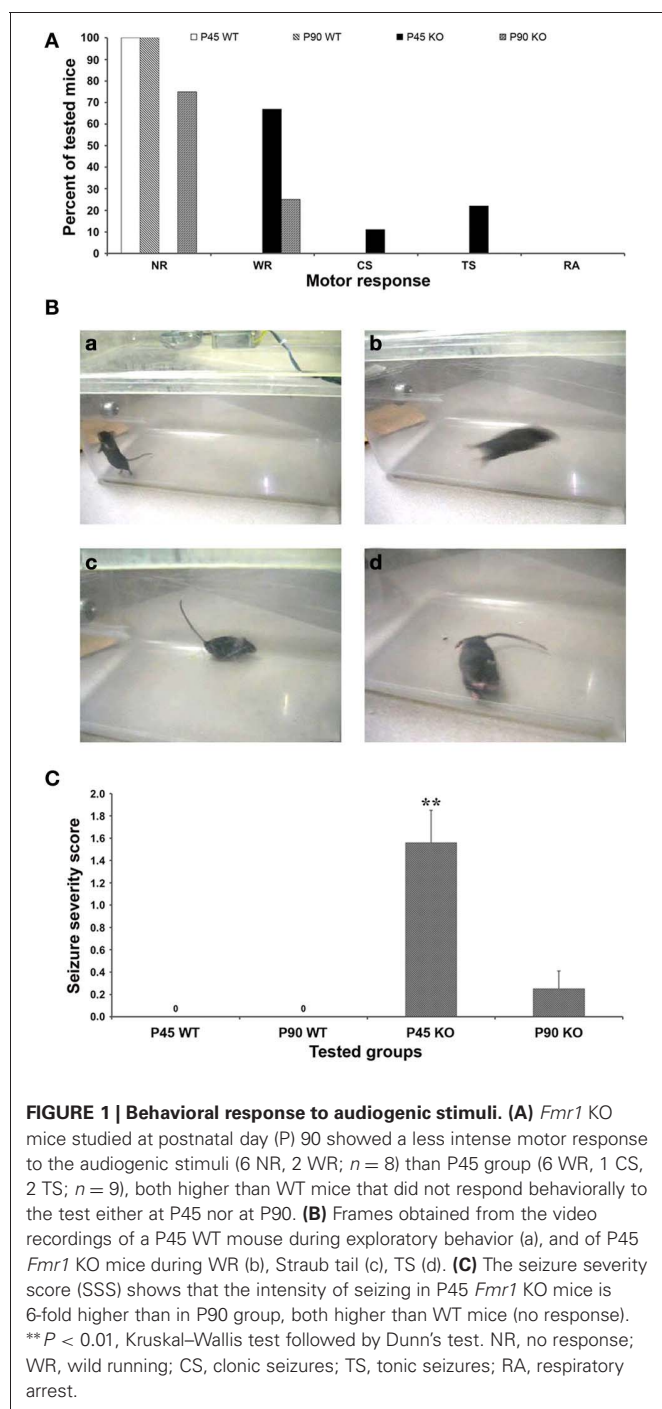 A
P45 WT P90 WT P45 KO P90 KO
100
90
80
70
60
50
40
30
20
10
0
Percent of tested mice
NR WR CS TS RA
Motor response
B
a
b
c
d
C
2.0
1.8
1.6
1.4
1.2
1.0
0.8
0.6
0.4
0.2
0.0
Seizure severity score
**
0 0
P45 WT P90 WT P45 KO P90 KO
Tested groups
FIGURE 1 | Behavioral response to audiogenic stimuli. (A) Fmr1 KO
mice studied at postnatal day (P) 90 showed a less intense motor response
to the audiogenic stimuli (6 NR, 2 WR; n = 8) than P45 group (6 WR, 1 CS,
2 TS; n = 9), both higher than WT mice that did not respond behaviorally to
the test either at P45 nor at P90. (B) Frames obtained from the video
recordings of a P45 WT mouse during exploratory behavior (a), and of P45
Fmr1 KO mice during WR (b), Straub tail (c), TS (d). (C) The seizure severity
score (SSS) shows that the intensity of seizing in P45 Fmr1 KO mice is
6-fold higher than in P90 group, both higher than WT mice (no response).
**P < 0.01, Kruskal–Wallis test followed by Dunn's test. NR, no response;
WR, wild running; CS, clonic seizures; TS, tonic seizures; RA, respiratory
arrest.